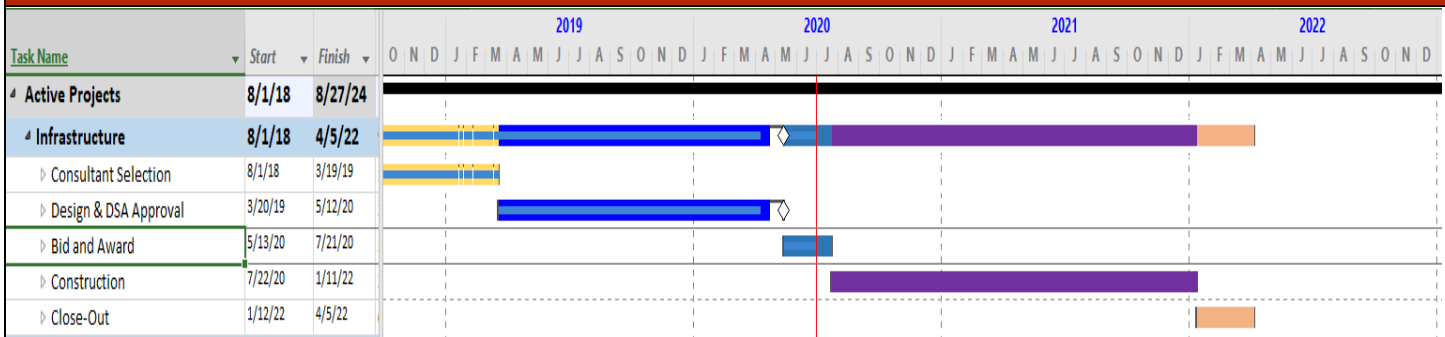 2019 2020 2021 2022
Task Name Start Finish O N D J F M A M J J A S O N D J F M A M J J A S O N D J F M A M J J A S O N D J F M A M J J A S O N D
Active Projects 8/1/18 8/27/24
Infrastructure 8/1/18 4/5/22
Consultant Selection 8/1/18 3/19/19
Design & DSA Approval 3/20/19 5/12/20
Bid and Award 5/13/20 7/21/20
Construction 7/22/20 1/11/22
Close-Out 1/12/22 4/5/22